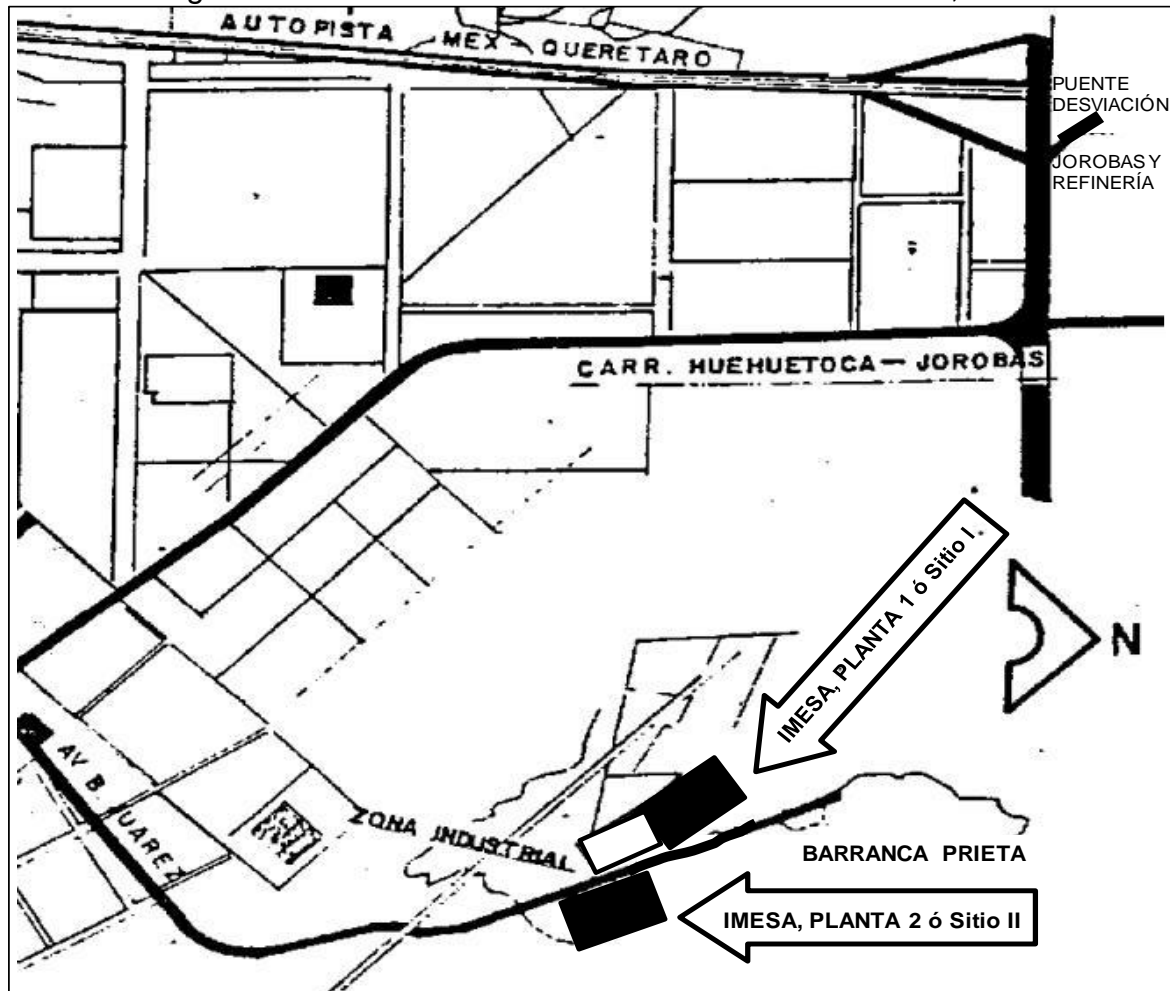 AUTOPISTA MEX - QUERETARO
PUENTE
DESVIACIÓN
JOROBAS Y
REFINERÍA
CARR. HUEHUETOCA — JOROBAS
IMESA, PLANTA 1 ó Sitio I
N
AV B JUAREZ
ZONA INDUSTRIAL
BARRANCA PRIETA
IMESA, PLANTA 2 ó Sitio II